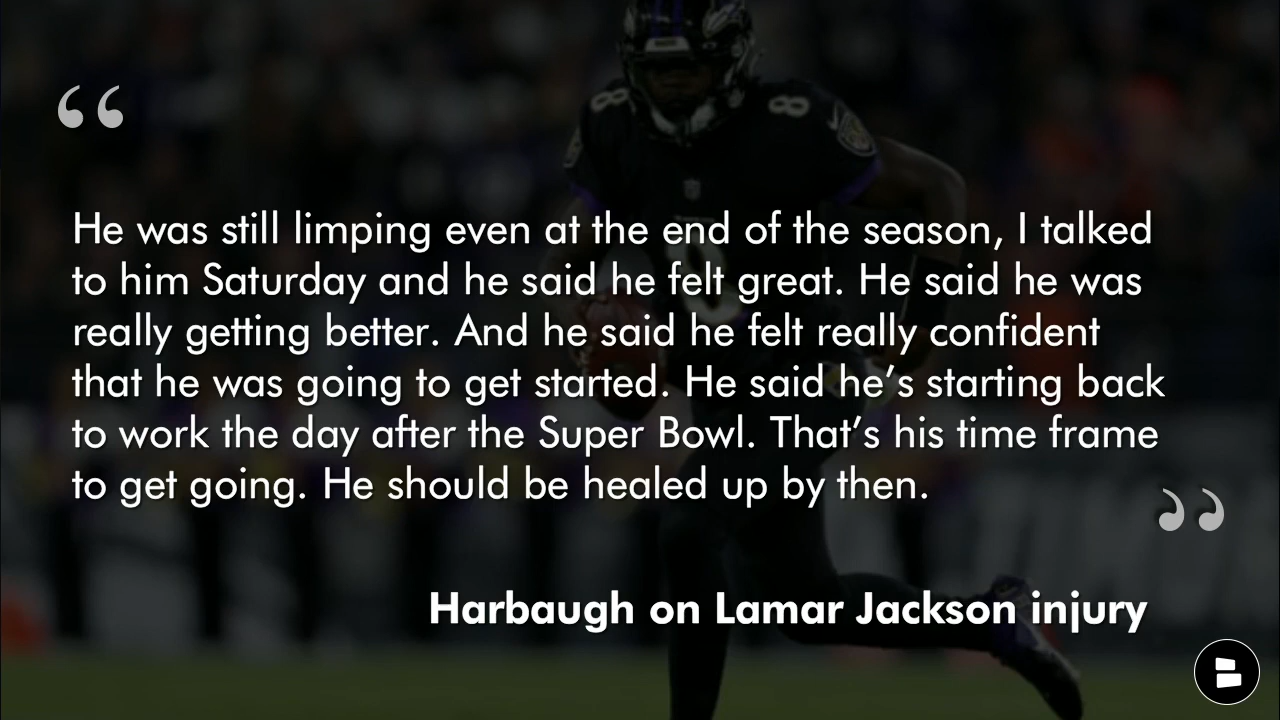 “
He was still limping even at the end of the season, I talked
to him Saturday and he said he felt great. He said he was
really getting better. And he said he felt really confident
that he was going to get started. He said he’s starting back
to work the day after the Super Bowl. That’s his time frame
to get going. He should be healed up by then.
”
Harbaugh on Lamar Jackson injury
8 8
8